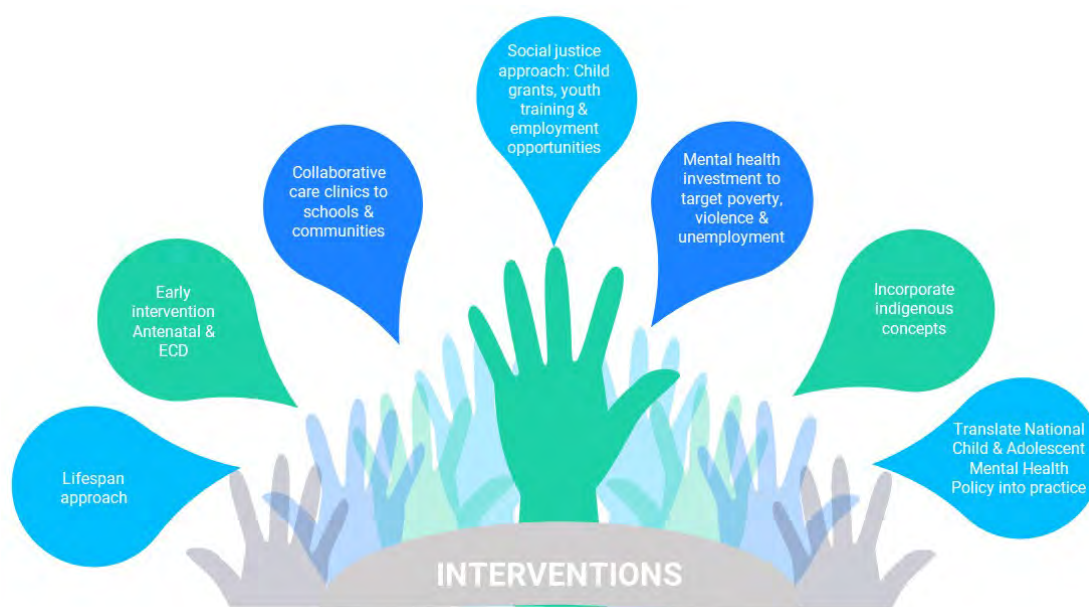 Lifespan
approach
Early
intervention
Antenatal &
ECD
Collaborative
care clinics to
schools &
communities
Social justice
approach: Child
grants, youth
training &
employment
opportunities
Mental health
investment to
target poverty,
violence &
unemployment
Incorporate
indigenous
concepts
Translate National
Child & Adolescent
Mental Health
Policy into practice
INTERVENTIONS